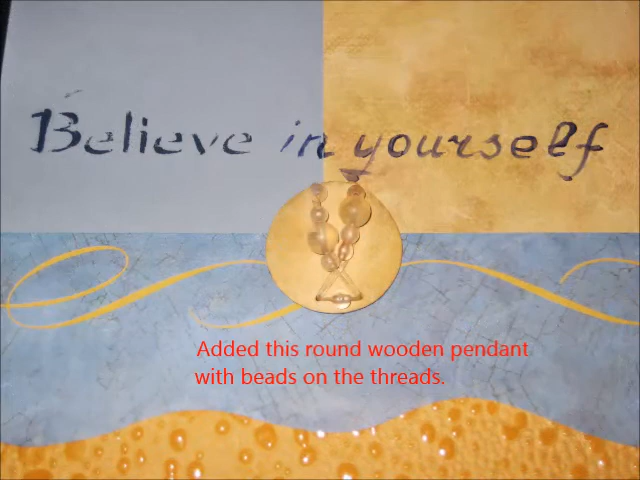 Believe in yourself
Added this round wooden pendant
with beads on the threads.